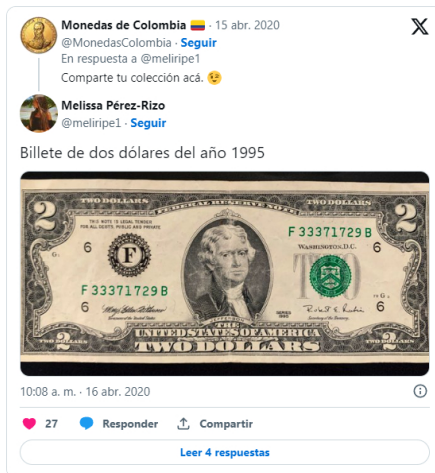 Monedas de Colombia 🇨🇴 · 15 abr. 2020
@MonedasColombia · Seguir
En respuesta a @meliripe1
Comparte tu colección acá. 😉
Melissa Pérez-Rizo
@meliripe1 · Seguir
Billete de dos dólares del año 1995
2
TWO DOLLARS
FEDERAL RESERVE NOTE
TWO DOLLARS
2
THIS NOTE IS LEGAL TENDER
FOR ALL DEBTS, PUBLIC AND PRIVATE
F 33371729 B
6
WASHINGTON, D.C.
6
F
F 33371729 B
6
SERIES
1995
6
THE
UNITED STATES OF AMERICA
2
TWO DOLLARS
2
10:08 a. m. · 16 abr. 2020
27
Responder
Compartir
Leer 4 respuestas